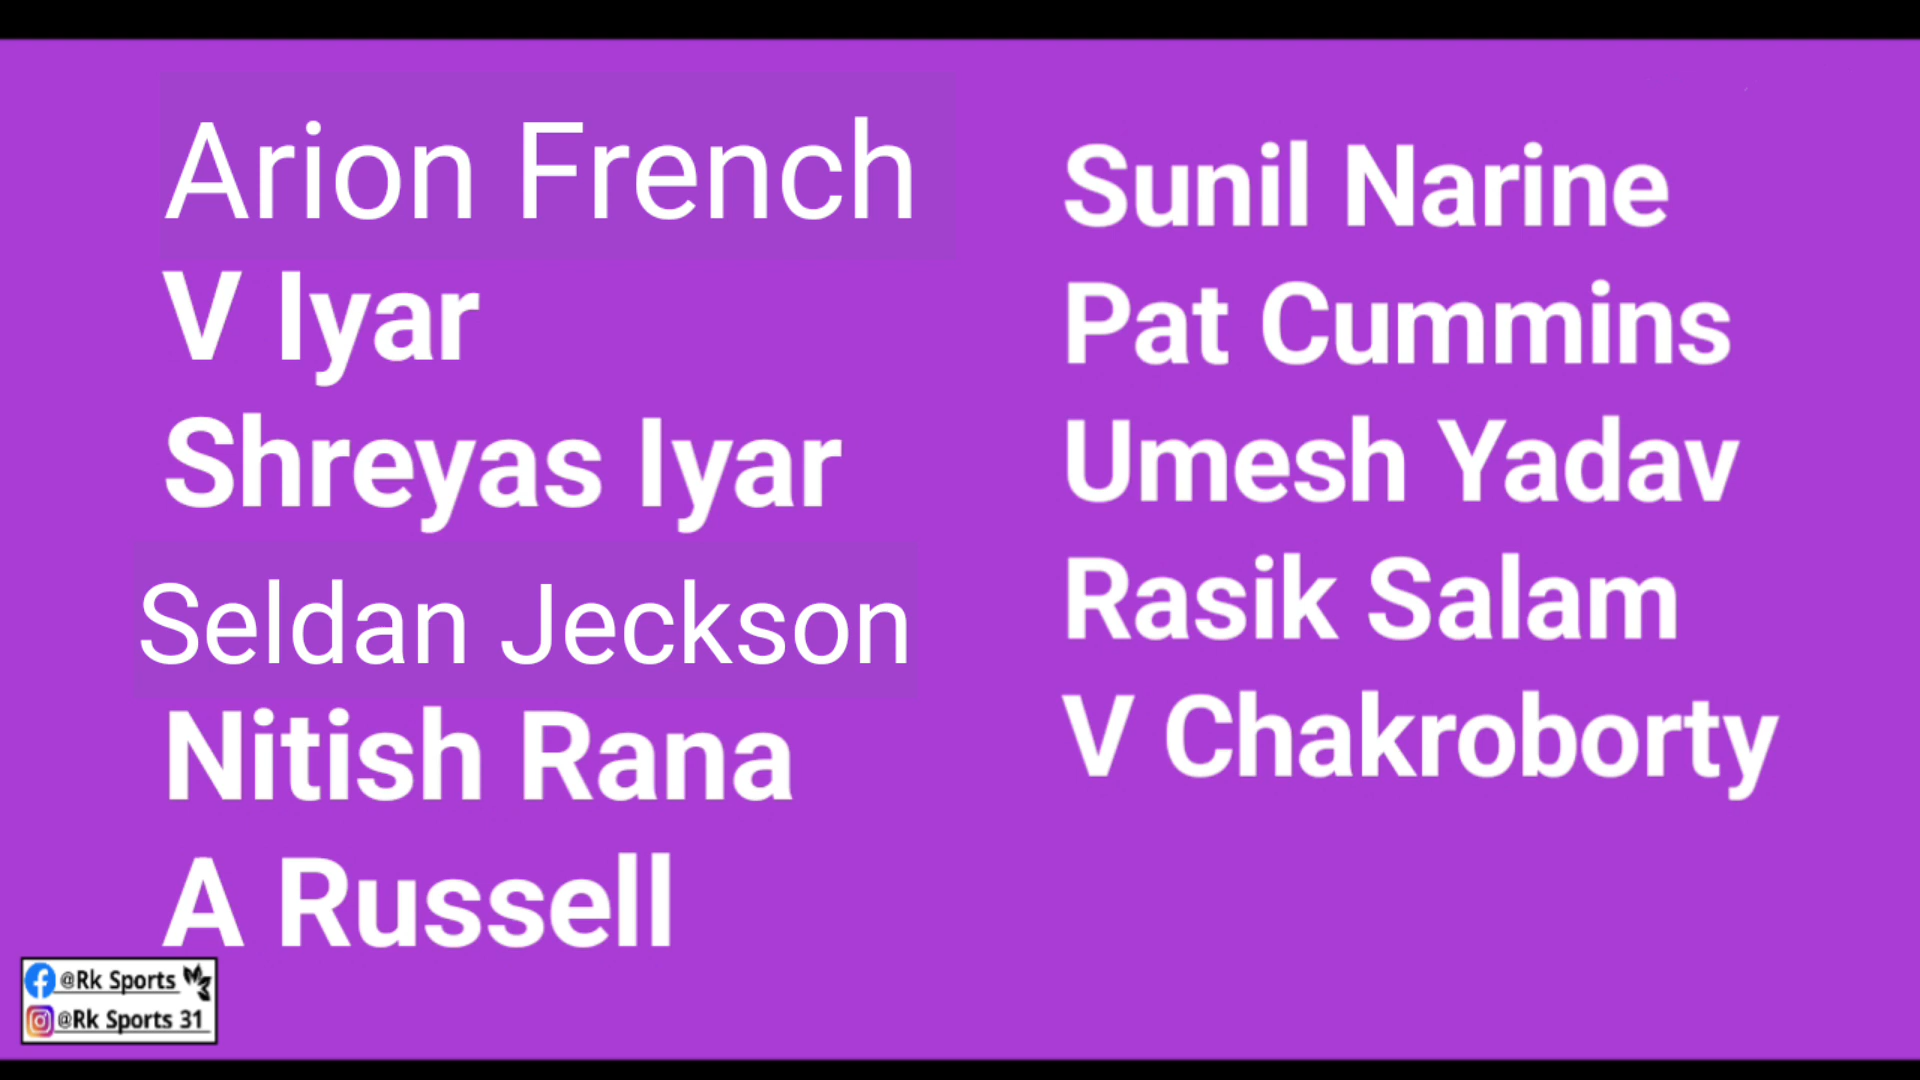 Arion French
V Iyar
Shreyas Iyar
Seldan Jeckson
Nitish Rana
A Russell
Sunil Narine
Pat Cummins
Umesh Yadav
Rasik Salam
V Chakroborty
@Rk Sports
@Rk Sports 31